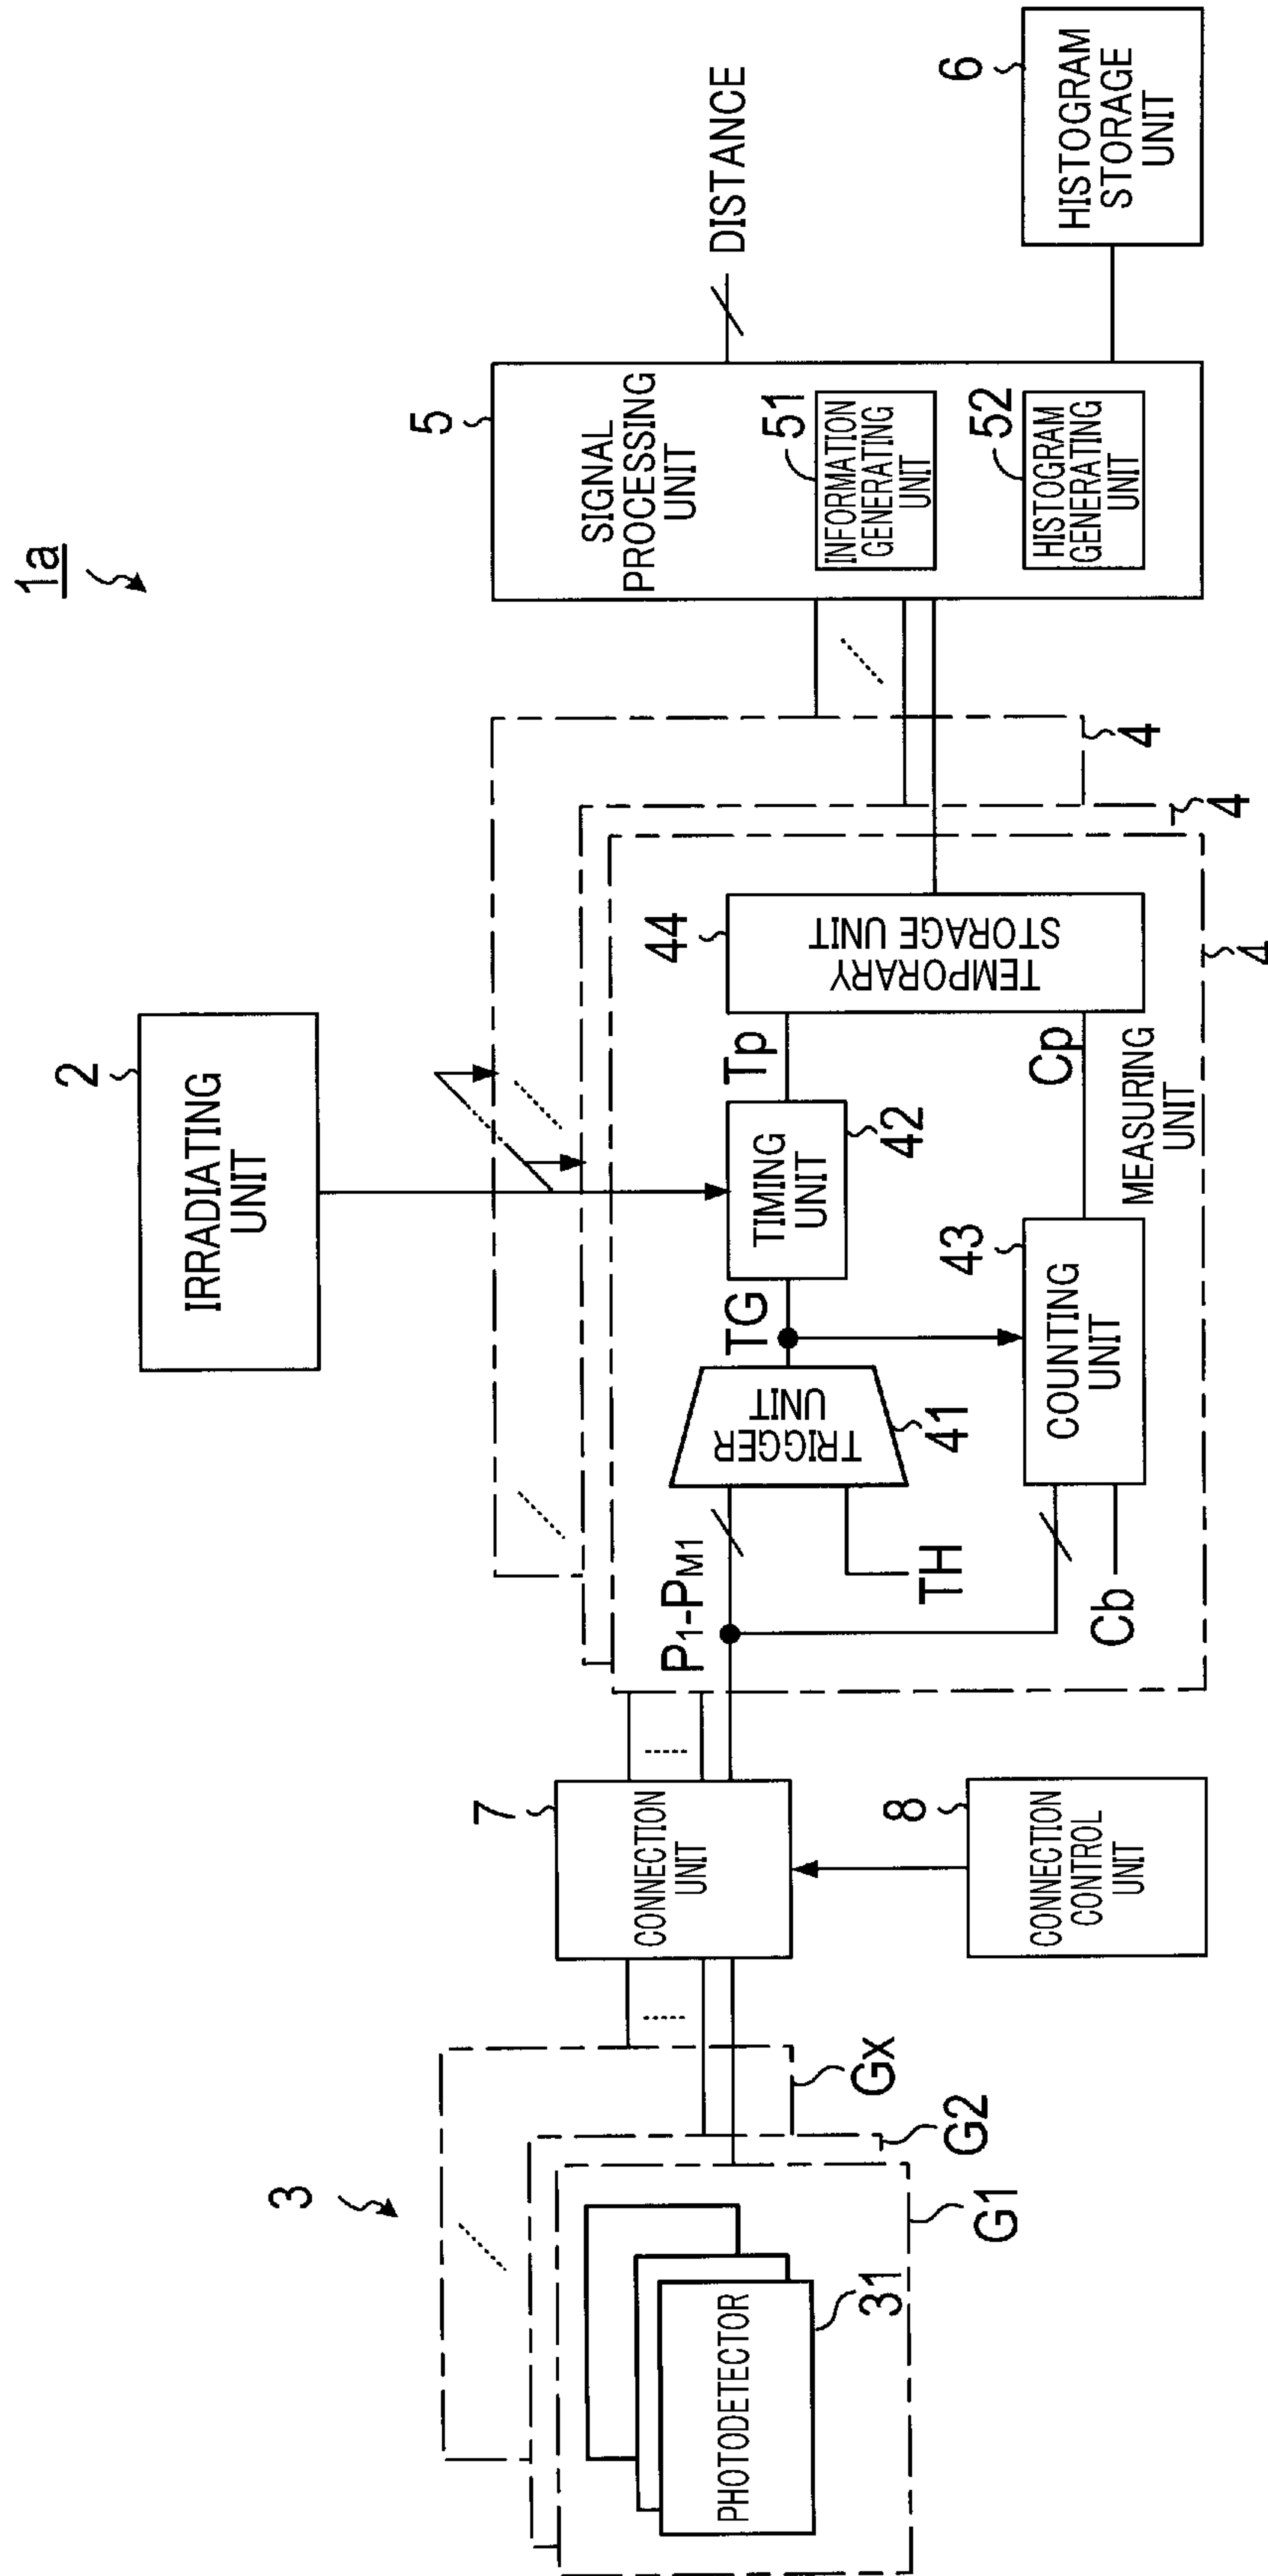 1a
2
IRRADIATING
UNIT
3
PHOTODETECTOR
31
G1
G2
Gx
7
CONNECTION
UNIT
8
CONNECTION
CONTROL
UNIT
P1-PM1
TH
Cb
TRIGGER
UNIT
41
TG
TIMING
UNIT
42
COUNTING
UNIT
43
Tp
Cp
MEASURING
UNIT
TEMPORARY
STORAGE UNIT
44
4
4
4
5
SIGNAL
PROCESSING
UNIT
INFORMATION
GENERATING
UNIT
51
HISTOGRAM
GENERATING
UNIT
52
DISTANCE
6
HISTOGRAM
STORAGE
UNIT